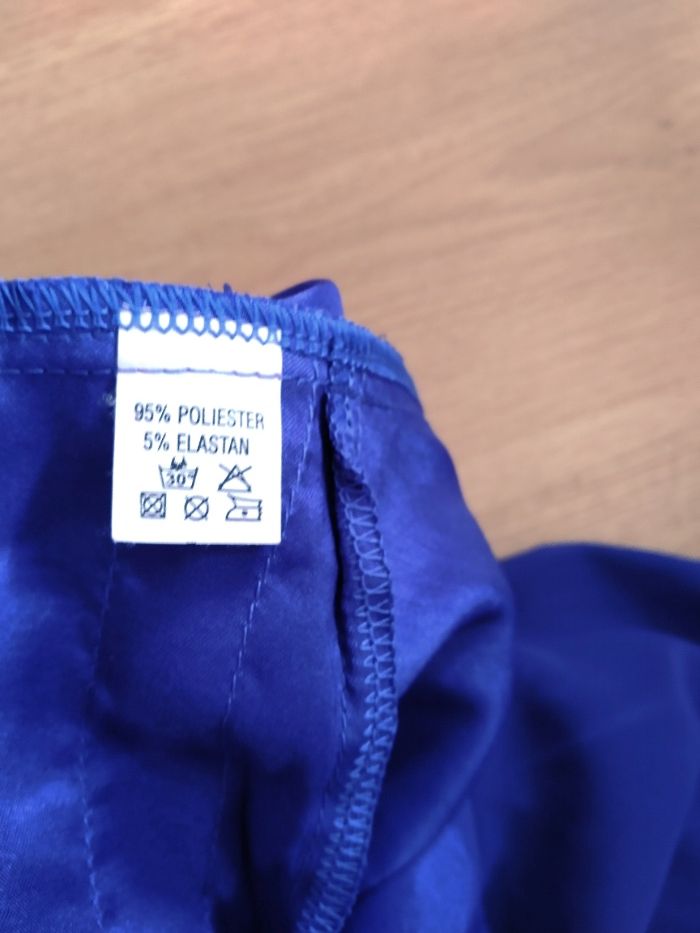 95% POLIESTER
5% ELASTAN
30°